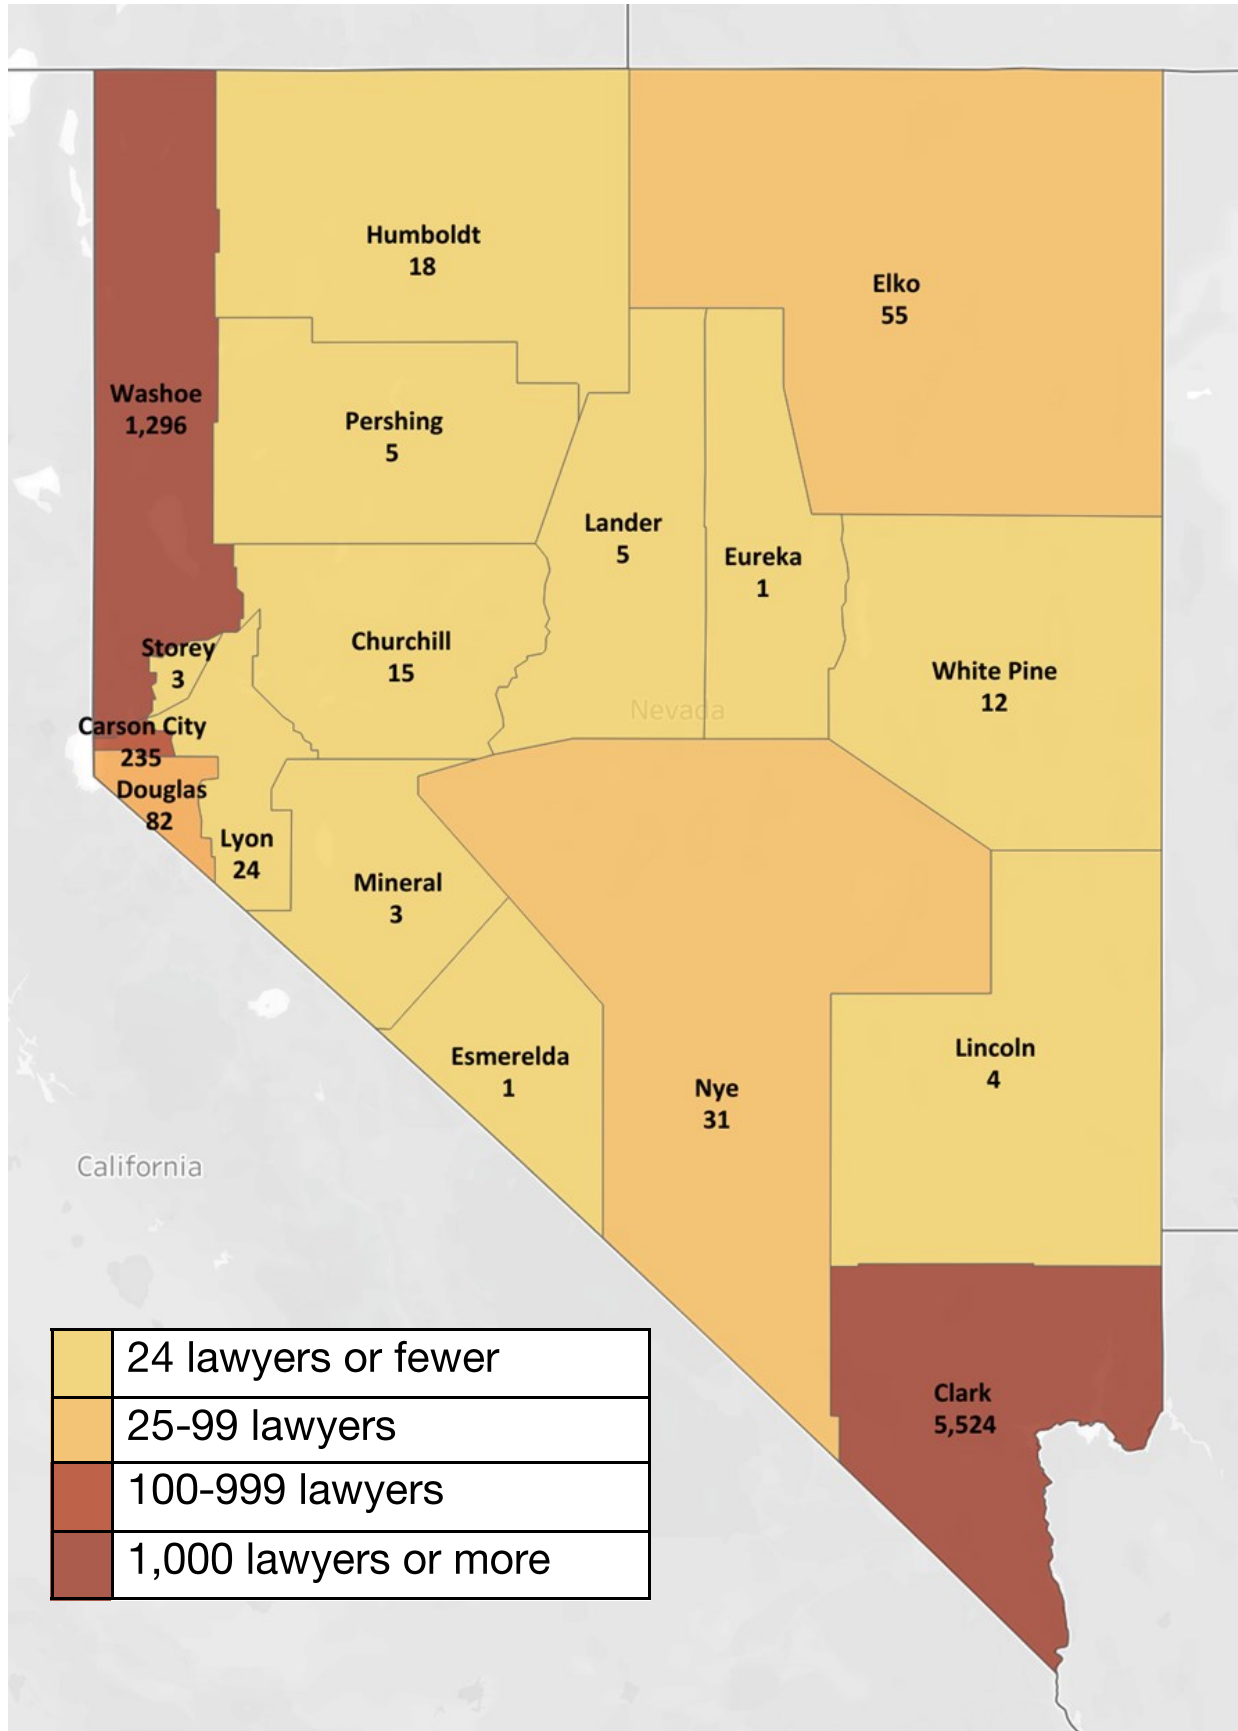 Humboldt
18
Elko
55
Washoe
1,296
Pershing
5
Lander
5
Eureka
1
Storey
3
Churchill
15
White Pine
12
Nevada
Carson City
235
Douglas
82
Lyon
24
Mineral
3
Esmerelda
1
Nye
31
Lincoln
4
California
Clark
5,524
24 lawyers or fewer
25-99 lawyers
100-999 lawyers
1,000 lawyers or more